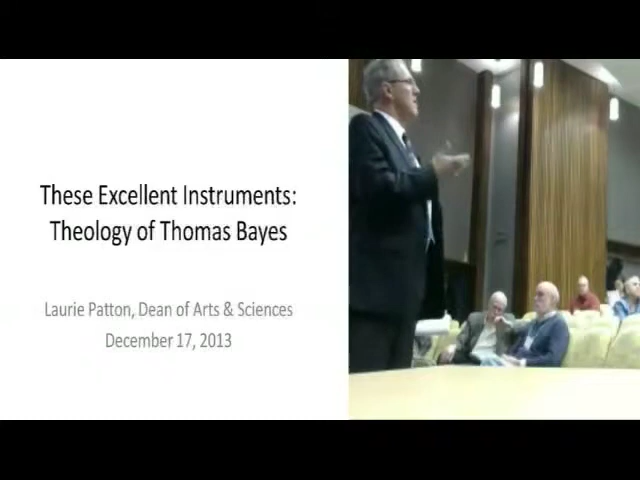 These Excellent Instruments:
Theology of Thomas Bayes
Laurie Patton, Dean of Arts & Sciences
December 17, 2013